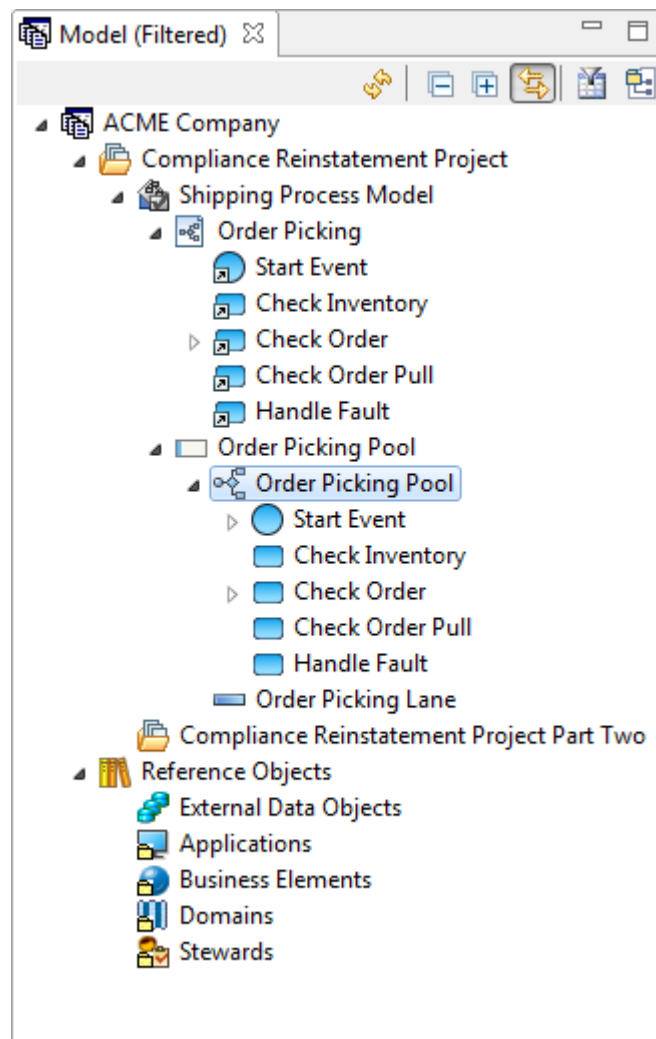 Model (Filtered)
ACME Company
Compliance Reinstatement Project
Shipping Process Model
Order Picking
Start Event
Check Inventory
Check Order
Check Order Pull
Handle Fault
Order Picking Pool
Order Picking Pool
Start Event
Check Inventory
Check Order
Check Order Pull
Handle Fault
Order Picking Lane
Compliance Reinstatement Project Part Two
Reference Objects
External Data Objects
Applications
Business Elements
Domains
Stewards